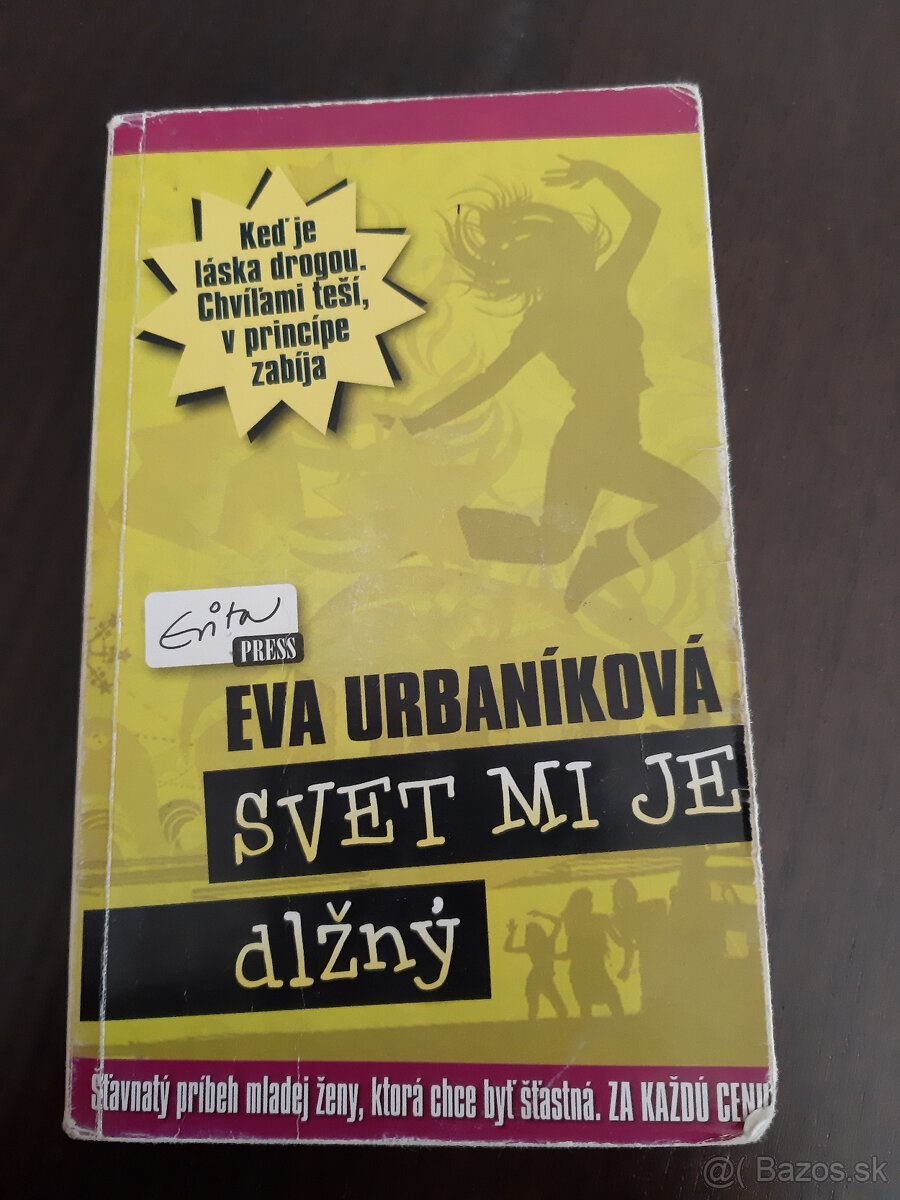 Keď je
láska drogou.
Chvíľami teší,
v princípe
zabíja
Evita
PRESS
EVA URBANÍKOVÁ
SVET MI JE
dlžný
Šťavnatý príbeh mladej ženy, ktorá chce byť šťastná. ZA KAŽDÚ CENU
@( Bazos.sk